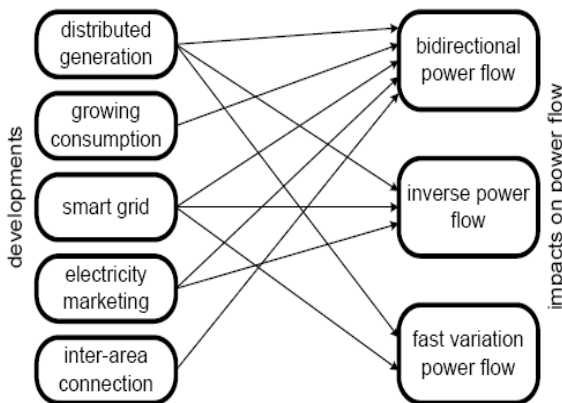 developments
distributed
generation
growing
consumption
smart grid
electricity
marketing
inter-area
connection
bidirectional
power flow
inverse power
flow
fast variation
power flow
impacts on power flow